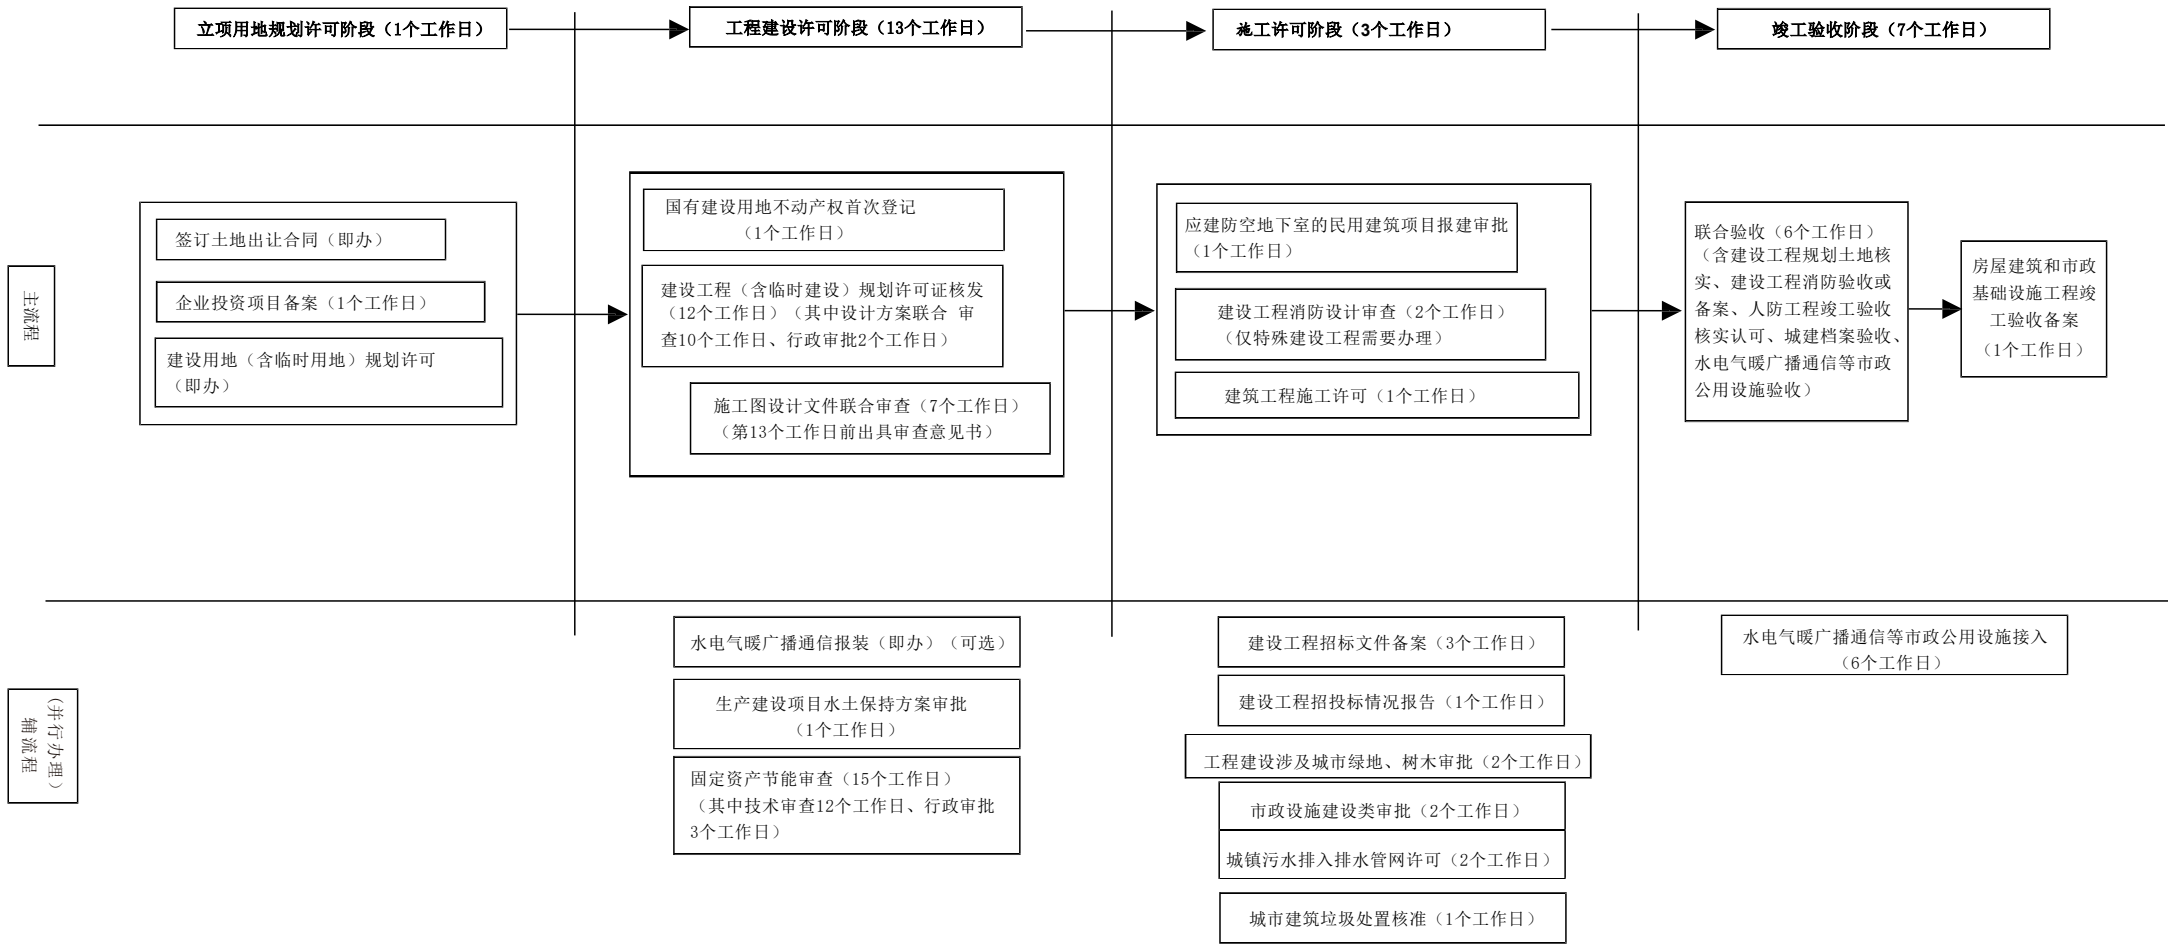 立项用地规划许可阶段（1个工作日）
工程建设许可阶段（13个工作日）
施工许可阶段（3个工作日）
竣工验收阶段（7个工作日）
主流程
签订土地出让合同（即办）
企业投资项目备案（1个工作日）
建设用地（含临时用地）规划许可
（即办）
国有建设用地不动产权首次登记
（1个工作日）
建设工程（含临时建设）规划许可证核发
（12个工作日）（其中设计方案联合 审
查10个工作日、行政审批2个工作日）
施工图设计文件联合审查（7个工作日）
（第13个工作日前出具审查意见书）
应建防空地下室的民用建筑项目报建审批
（1个工作日）
建设工程消防设计审查（2个工作日）
（仅特殊建设工程需要办理）
建筑工程施工许可（1个工作日）
联合验收（6个工作日）
（含建设工程规划土地核
实、建设工程消防验收或
备案、人防工程竣工验收
核实认可、城建档案验收、
水电气暖广播通信等市政
公用设施验收）
房屋建筑和市政
基础设施工程竣
工验收备案
（1个工作日）
（并行办理）
辅流程
水电气暖广播通信报装（即办）（可选）
生产建设项目水土保持方案审批
（1个工作日）
固定资产节能审查（15个工作日）
（其中技术审查12个工作日、行政审批
3个工作日）
建设工程招标文件备案（3个工作日）
建设工程招投标情况报告（1个工作日）
工程建设涉及城市绿地、树木审批（2个工作日）
市政设施建设类审批（2个工作日）
城镇污水排入排水管网许可（2个工作日）
城市建筑垃圾处置核准（1个工作日）
水电气暖广播通信等市政公用设施接入
（6个工作日）